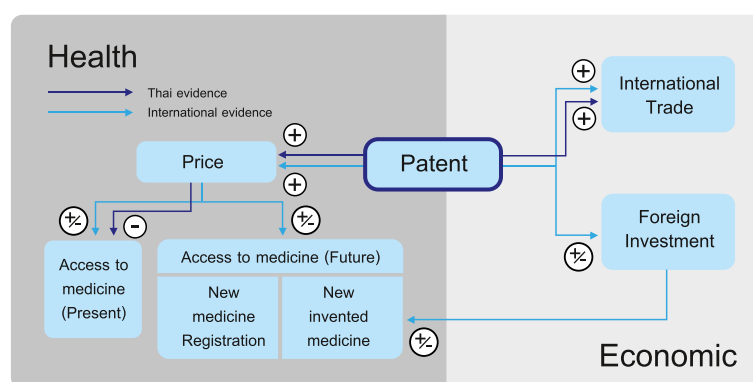 Health
Thai evidence
International evidence
+
+
Price
+
+
Patent
International
Trade
+/-
-
+/-
Access to
medicine
(Present)
Access to medicine (Future)
New
medicine
Registration
New
invented
medicine
Foreign
Investment
+/-
+/-
Economic